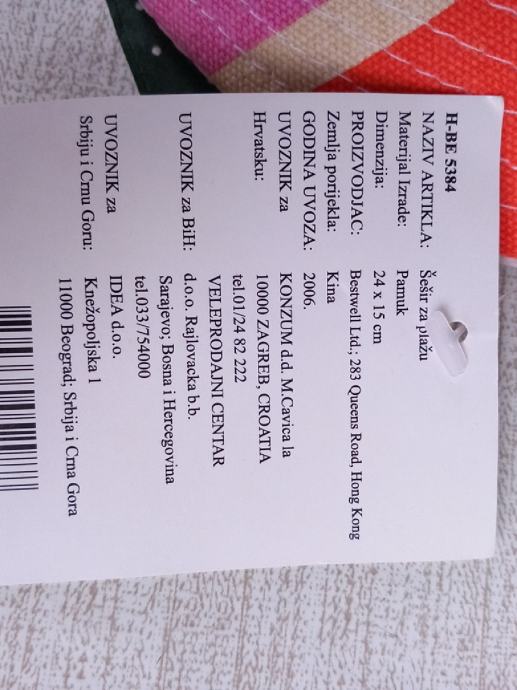 H-BE 5384
NAZIV ARTIKLA: Šešir za plažu
Materijal Izrade: Pamuk
Dimenzija: 24 x 15 cm
PROIZVODJAC: Bestwell Ltd.; 283 Queens Road, Hong Kong
Zemlja porijekla: Kina
GODINA UVOZA: 2006.
UVOZNIK za KONZUM d.d. M.Cavica 1a
Hrvatsku: 10000 ZAGREB, CROATIA
tel.01/24 82 222
VELEPRODAJNI CENTAR
UVOZNIK za BiH: d.o.o. Rajlovacka b.b.
Sarajevo; Bosna i Hercegovina
tel.033/754000
UVOZNIK za IDEA d.o.o.
Srbiju i Crnu Goru: Knežopoljska 1
11000 Beograd; Srbija i Crna Gora